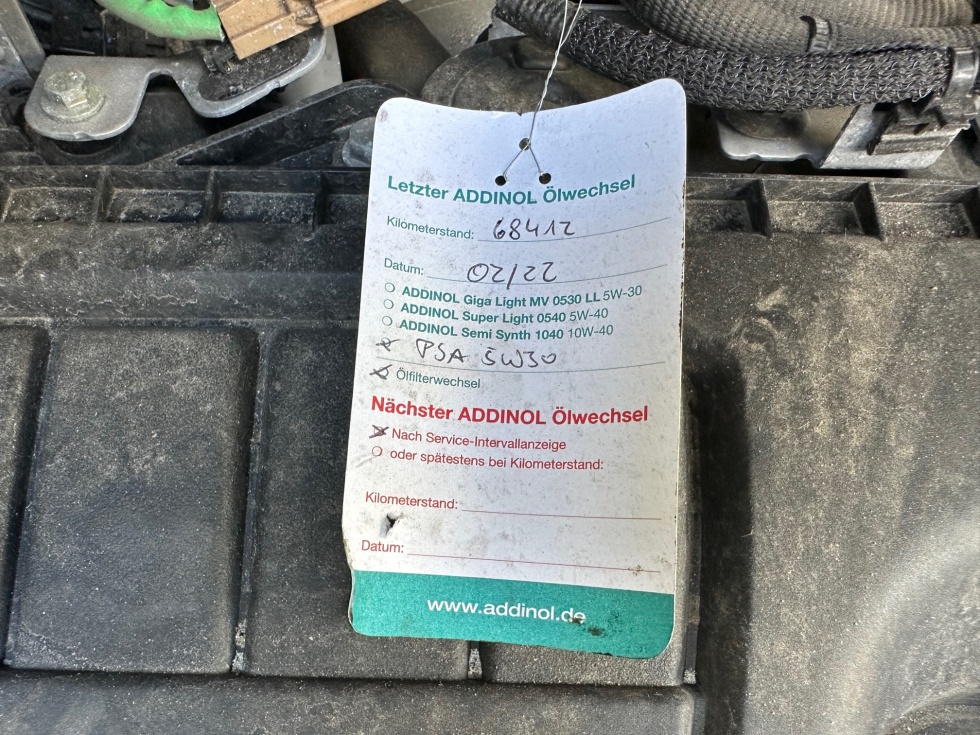 Letzter ADDINOL Ölwechsel
Kilometerstand: 68412
Datum: 02/22
ADDINOL Giga Light MV 0530 LL 5W-30
ADDINOL Super Light 0540 5W-40
ADDINOL Semi Synth 1040 10W-40
PSA 5W30
Ölfilterwechsel
Nächster ADDINOL Ölwechsel
Nach Service-Intervallanzeige
oder spätestens bei Kilometerstand:
Kilometerstand:
Datum:
www.addinol.de